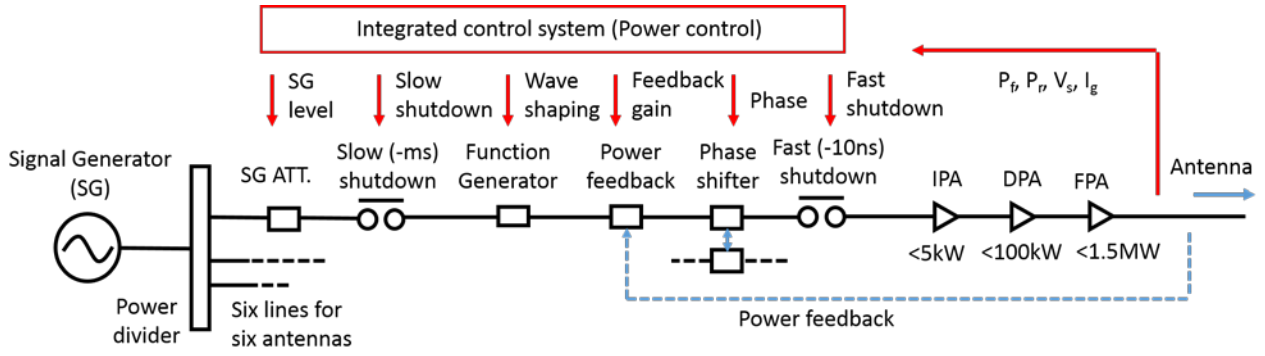 Integrated control system (Power control)
SG
level
Slow
shutdown
Wave
shaping
Feedback
gain
Phase
Fast
shutdown
Pf, Pr, Vs, Ig
Signal Generator
(SG)
SG ATT.
Slow (-ms)
shutdown
Function
Generator
Power
feedback
Phase
shifter
Fast (-10ns)
shutdown
IPA
DPA
FPA
Antenna
<5kW
<100kW
<1.5MW
Power
divider
Six lines for
six antennas
Power feedback